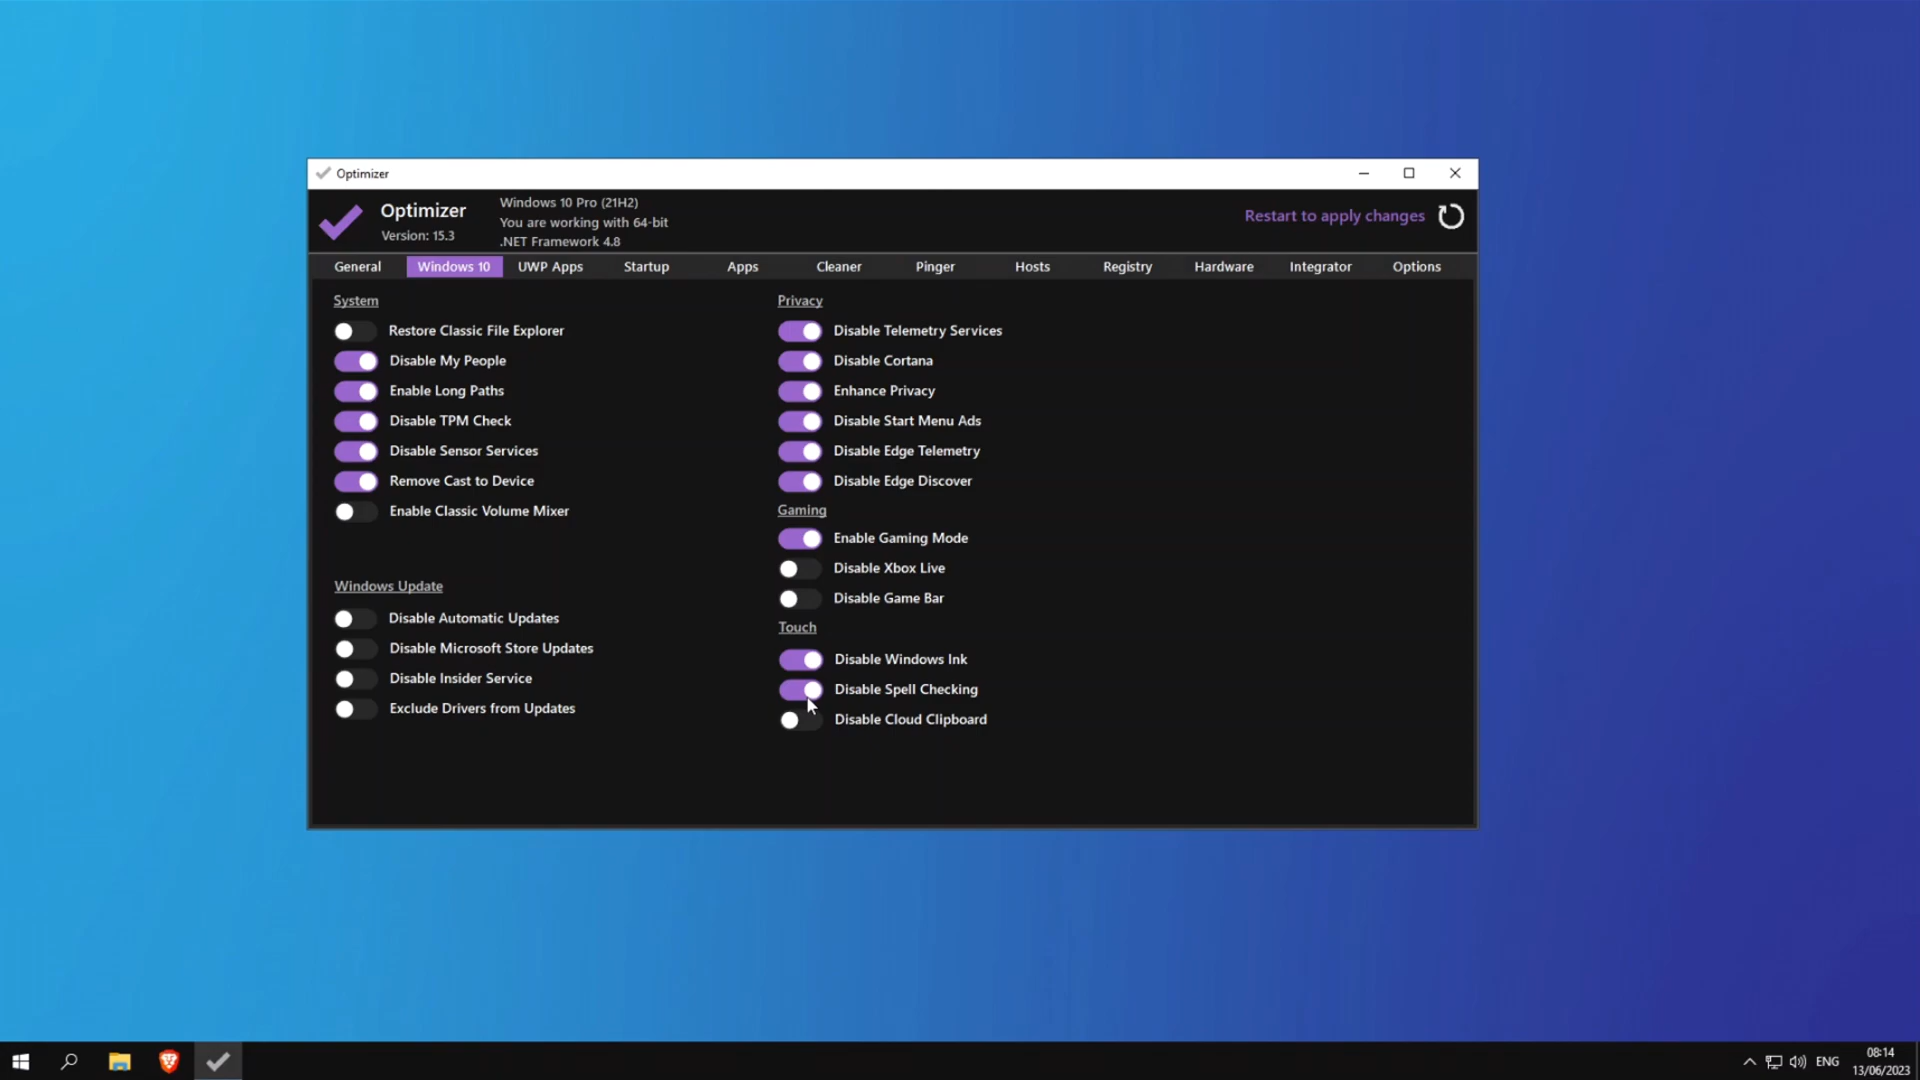 Optimizer
Optimizer
Version: 15.3
Windows 10 Pro (21H2)
You are working with 64-bit
.NET Framework 4.8
Restart to apply changes
General
Windows 10
UWP Apps
Startup
Apps
Cleaner
Pinger
Hosts
Registry
Hardware
Integrator
Options
System
Restore Classic File Explorer
Disable My People
Enable Long Paths
Disable TPM Check
Disable Sensor Services
Remove Cast to Device
Enable Classic Volume Mixer
Windows Update
Disable Automatic Updates
Disable Microsoft Store Updates
Disable Insider Service
Exclude Drivers from Updates
Privacy
Disable Telemetry Services
Disable Cortana
Enhance Privacy
Disable Start Menu Ads
Disable Edge Telemetry
Disable Edge Discover
Gaming
Enable Gaming Mode
Disable Xbox Live
Disable Game Bar
Touch
Disable Windows Ink
Disable Spell Checking
Disable Cloud Clipboard
ENG
08:14
13/06/2023